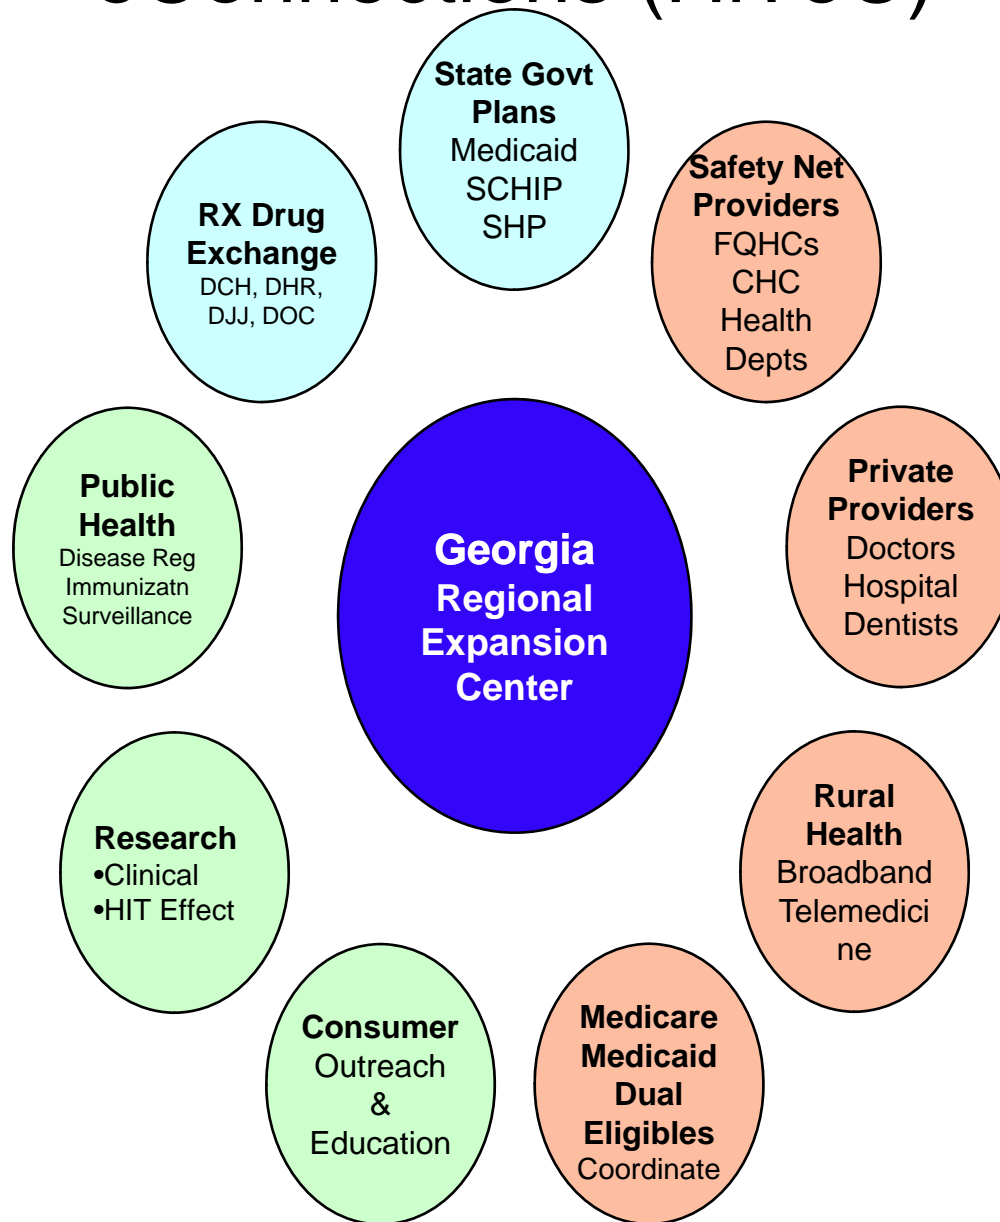 State Govt
Plans
Medicaid
SCHIP
SHP
Safety Net
Providers
FQHCs
CHC
Health
Depts
RX Drug
Exchange
DCH, DHR,
DJJ, DOC
Private
Providers
Doctors
Hospital
Dentists
Public
Health
Disease Reg
Immunizatn
Surveillance
Georgia
Regional
Expansion
Center
Rural
Health
Broadband
Telemedici
ne
Research
•Clinical
•HIT Effect
Medicare
Medicaid
Dual
Eligibles
Coordinate
Consumer
Outreach
&
Education